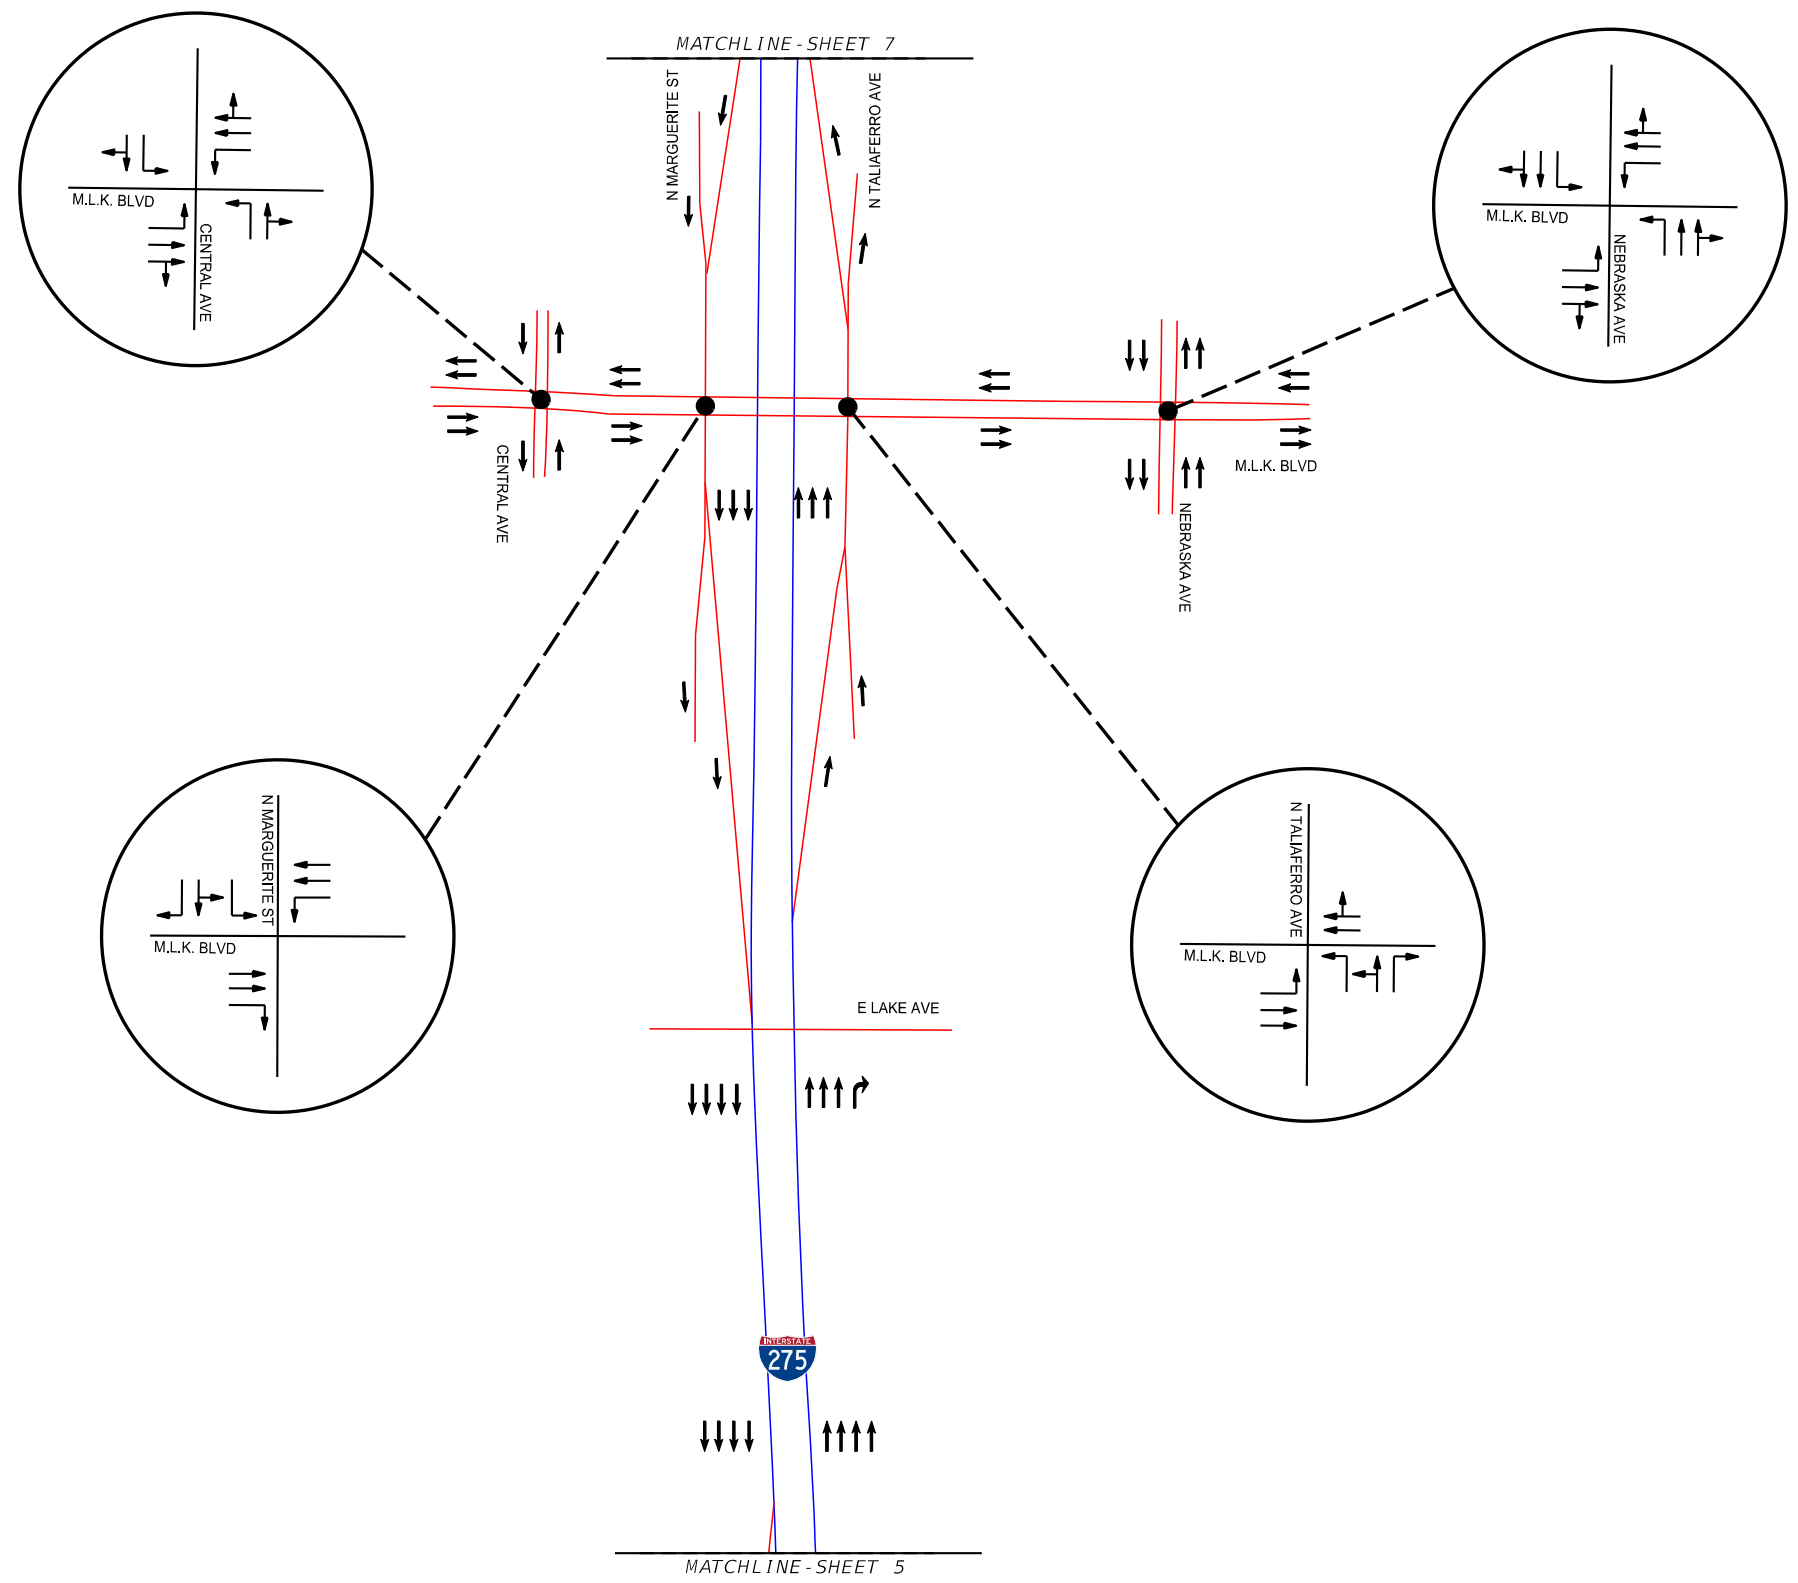 MATCHLINE-SHEET 7
N MARGUERITE ST
N TALIAFERRO AVE
M.L.K. BLVD
CENTRAL AVE
M.L.K. BLVD
NEBRASKA AVE
CENTRAL AVE
M.L.K. BLVD
NEBRASKA AVE
N MARGUERITE ST
M.L.K. BLVD
N TALIAFERRO AVE
M.L.K. BLVD
E LAKE AVE
INTERSTATE
275
MATCHLINE-SHEET 5